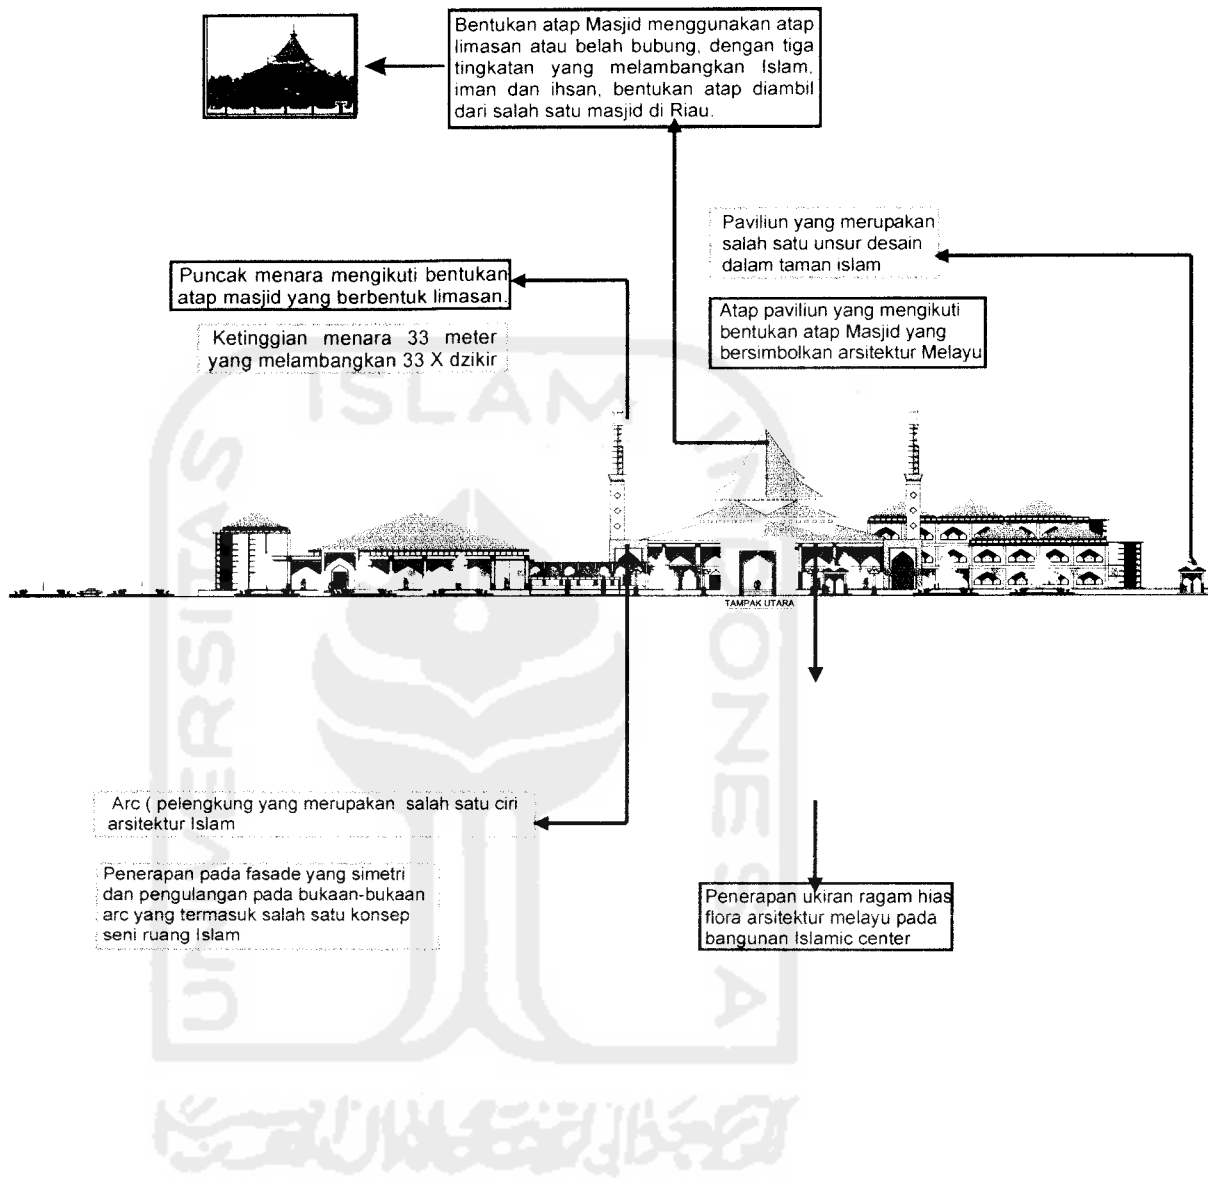 Bentukan atap Masjid menggunakan atap
limasan atau belah bubung, dengan tiga
tingkatan yang melambangkan Islam,
iman dan ihsan, bentukan atap diambil
dari salah satu masjid di Riau.
Paviliun yang merupakan
salah satu unsur desain
dalam taman islam
Puncak menara mengikuti bentukan
atap masjid yang berbentuk limasan.
Atap paviliun yang mengikuti
bentukan atap Masjid yang
bersimbolkan arsitektur Melayu
Ketinggian menara 33 meter
yang melambangkan 33 X dzikir
TAMPAK UTARA
Arc ( pelengkung yang merupakan salah satu ciri
arsitektur Islam
Penerapan pada fasade yang simetri
dan pengulangan pada bukaan-bukaan
arc yang termasuk salah satu konsep
seni ruang Islam
Penerapan ukiran ragam hias
flora arsitektur melayu pada
bangunan Islamic center
UNIVERSITAS
ISLAM
INDONESIA